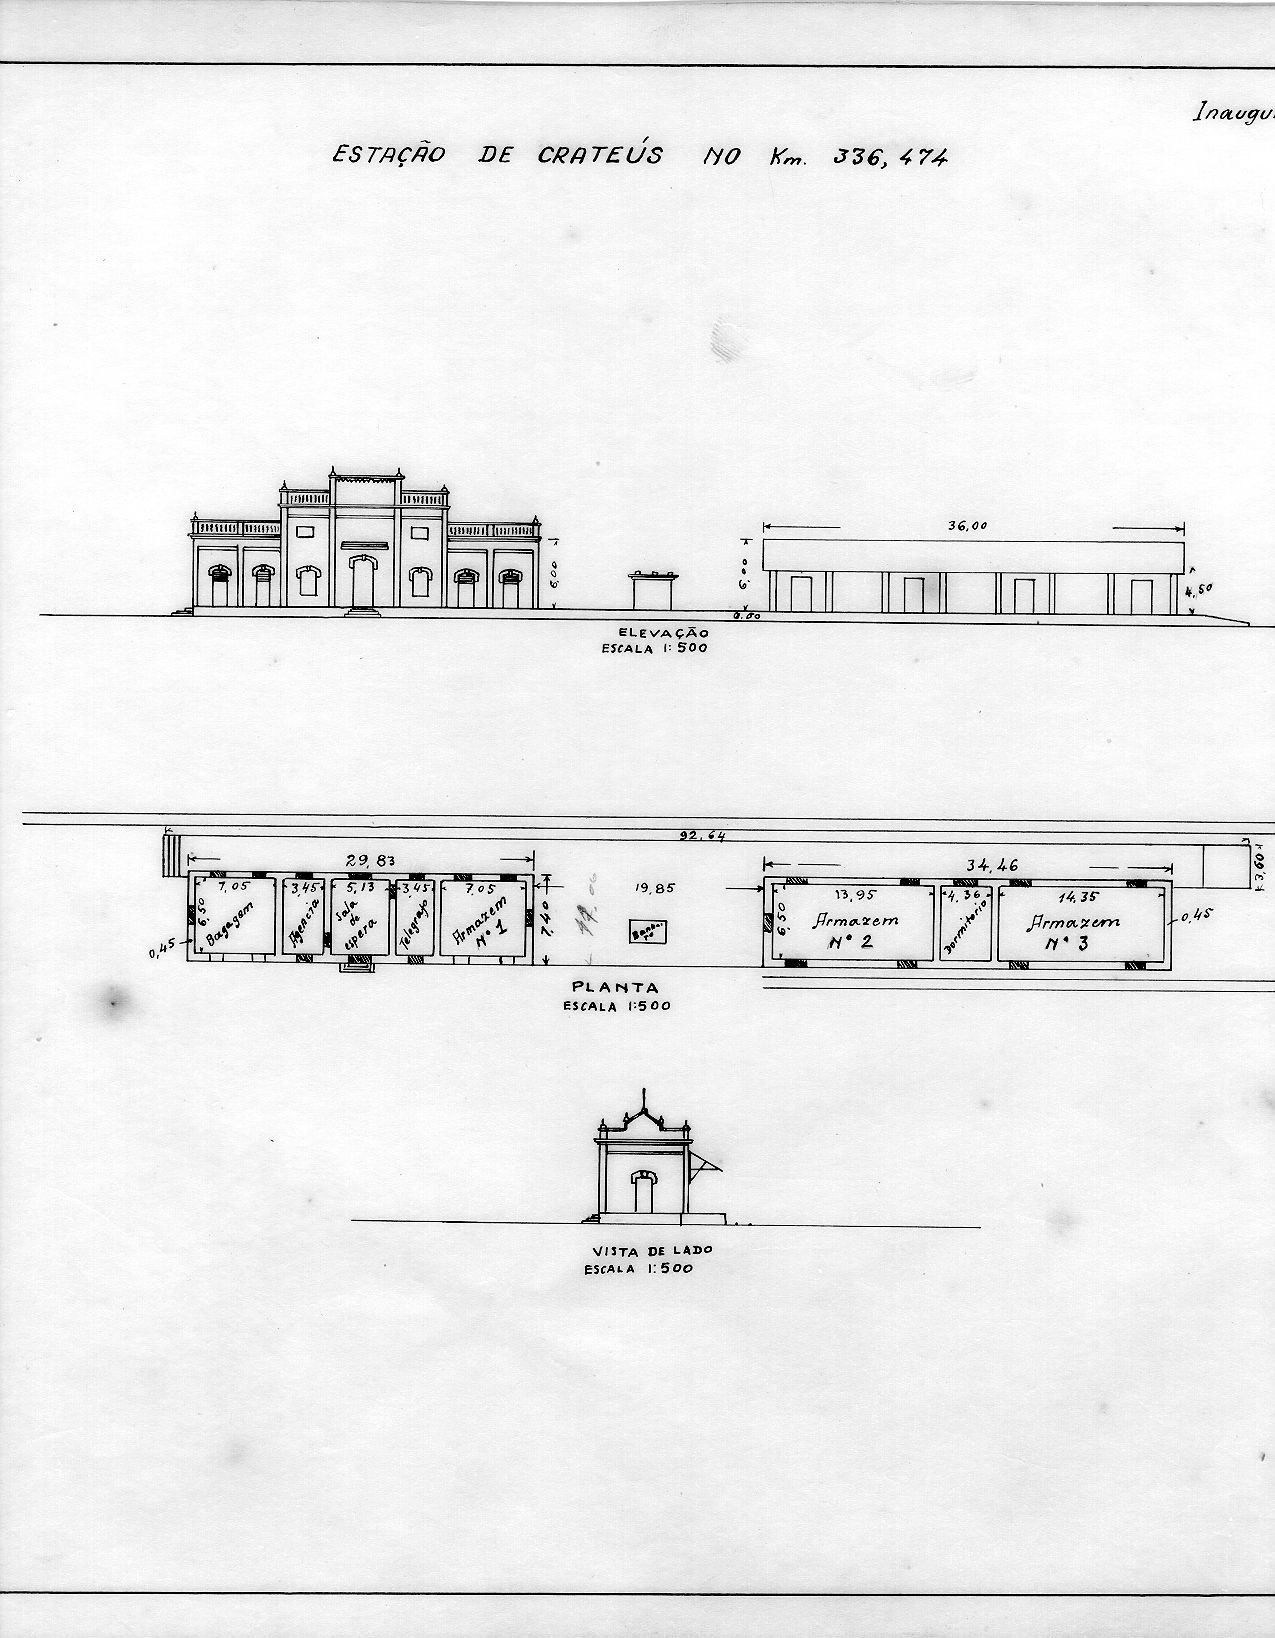 Inaugu
ESTAÇÃO DE CRATEÚS NO Km. 336,474
36,00
6,00
6,00
4,50
0.60
ELEVAÇÃO
ESCALA 1:500
92,64
3,60
29,83
34,46
7,05
3,45
5,13
3,45
7.05
19,85
13,95
4,36
14.35
6,50
Bagagem
Agencia
Sala
de
espera
Telegrafo
Armazem
Nº 1
7,40
Banhei-
ro
6,50
Armazem
Nº 2
Dormitorio
Armazem
Nº 3
0,45
0,45
PLANTA
ESCALA 1:500
VISTA DE LADO
ESCALA 1:500